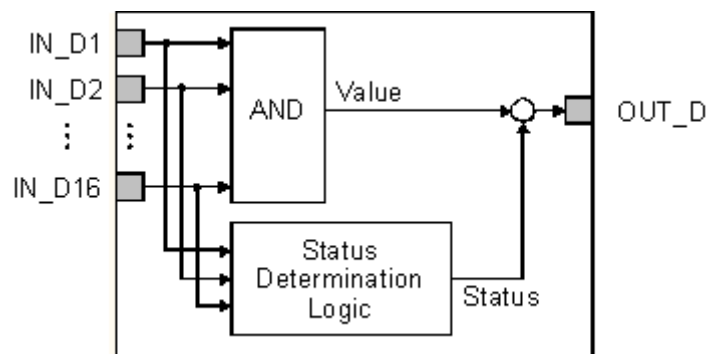 IN_D1
IN_D2
IN_D16
AND
Value
OUT_D
Status
Determination
Logic
Status